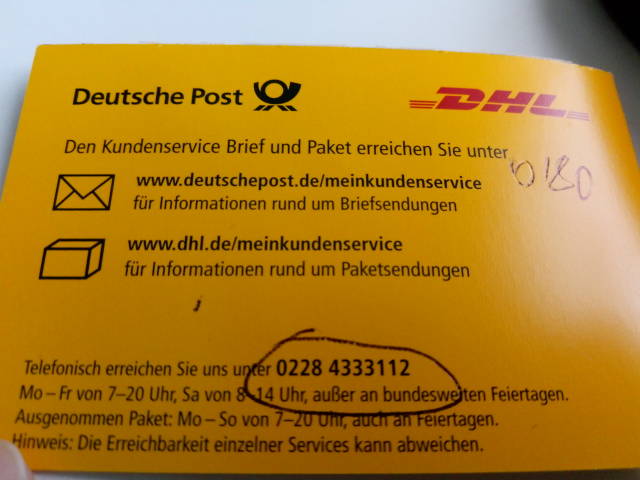 Deutsche Post DHL
Den Kundenservice Brief und Paket erreichen Sie unter
0180
www.deutschepost.de/meinkundenservice
für Informationen rund um Briefsendungen
www.dhl.de/meinkundenservice
für Informationen rund um Paketsendungen
Telefonisch erreichen Sie uns unter 0228 4333112
Mo – Fr von 7–20 Uhr, Sa von 8–14 Uhr, außer an bundesweiten Feiertagen.
Ausgenommen Paket: Mo – So von 7–20 Uhr, auch an Feiertagen.
Hinweis: Die Erreichbarkeit einzelner Services kann abweichen.